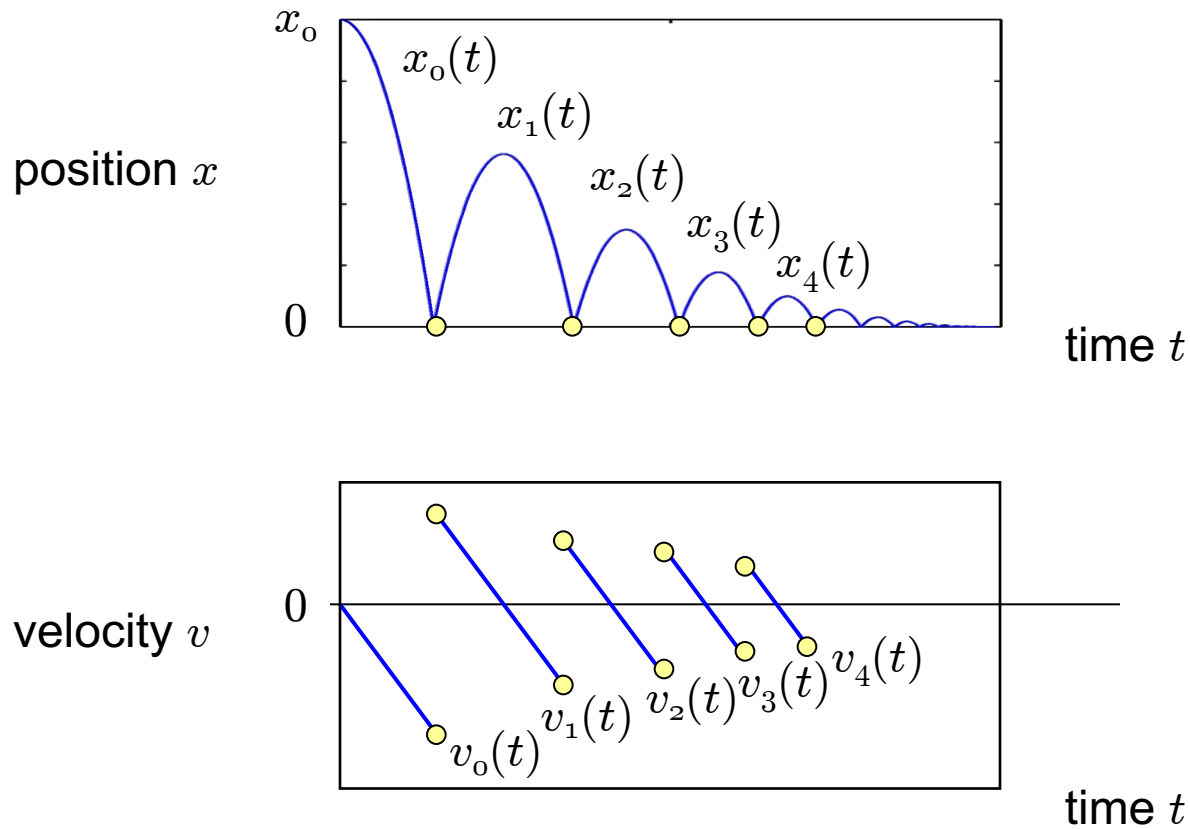 x₀
x₀(t)
x₁(t)
position x
x₂(t)
x₃(t)
x₄(t)
0
time t
0
velocity v
v₄(t)
v₃(t)
v₂(t)
v₁(t)
v₀(t)
time t